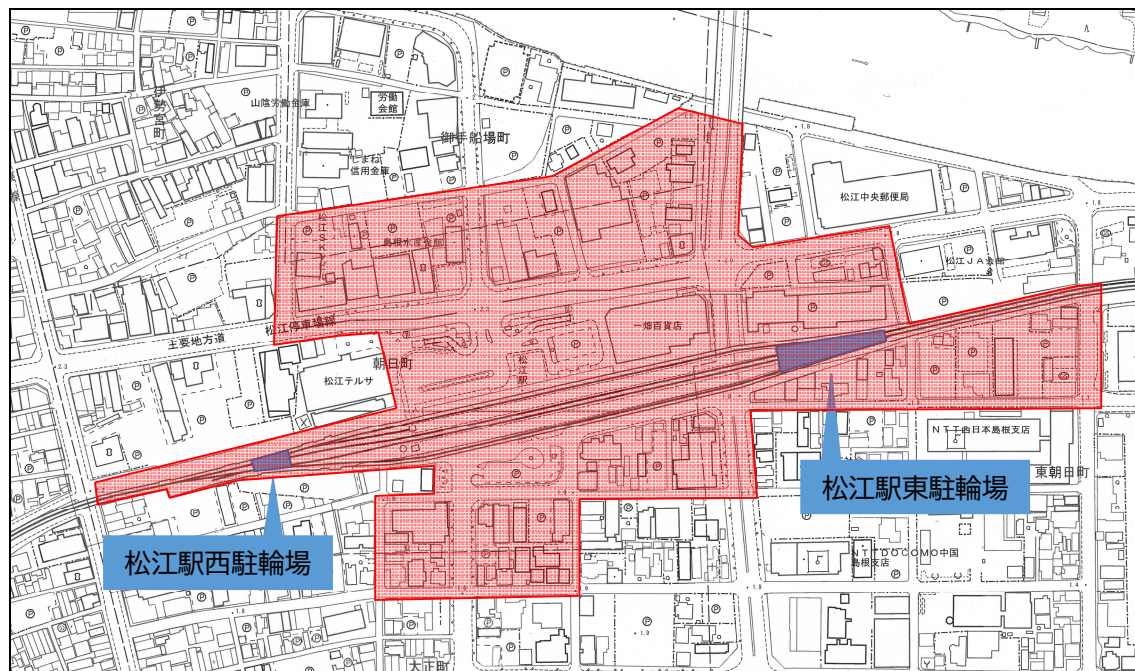 伊勢宮町
山陰労働金庫
労働
会館
御手船場町
しまね
信用金庫
松江中央郵便局
島根水産会館
松江JA会館
松江停車場線
主要地方道
一畑百貨店
朝日町
松江駅
松江テルサ
NTT西日本島根支店
東朝日町
松江駅東駐輪場
松江駅西駐輪場
NTTDOCOMO中国
島根支店
大正町